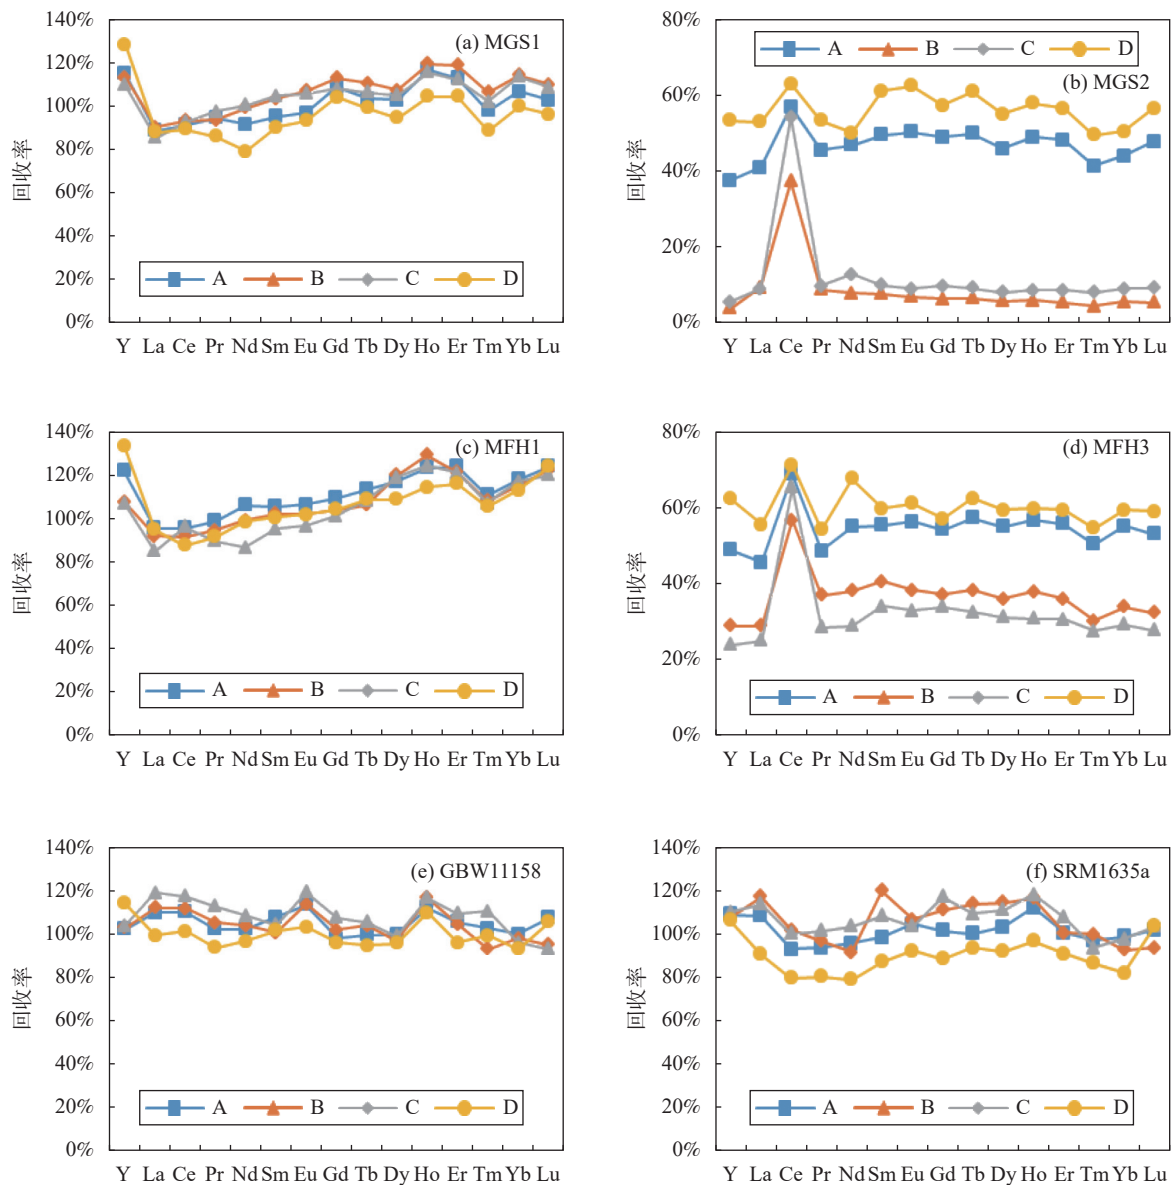 140%
120%
100%
80%
60%
40%
20%
0%
回收率
(a) MGS1
A B C D
Y La Ce Pr Nd Sm Eu Gd Tb Dy Ho Er Tm Yb Lu
80%
60%
40%
20%
0%
回收率
A B C D
(b) MGS2
Y La Ce Pr Nd Sm Eu Gd Tb Dy Ho Er Tm Yb Lu
140%
120%
100%
80%
60%
40%
20%
0%
回收率
(c) MFH1
A B C D
Y La Ce Pr Nd Sm Eu Gd Tb Dy Ho Er Tm Yb Lu
80%
60%
40%
20%
0%
回收率
(d) MFH3
A B C D
Y La Ce Pr Nd Sm Eu Gd Tb Dy Ho Er Tm Yb Lu
140%
120%
100%
80%
60%
40%
20%
0%
回收率
(e) GBW11158
A B C D
Y La Ce Pr Nd Sm Eu Gd Tb Dy Ho Er Tm Yb Lu
140%
120%
100%
80%
60%
40%
20%
0%
回收率
(f) SRM1635a
A B C D
Y La Ce Pr Nd Sm Eu Gd Tb Dy Ho Er Tm Yb Lu